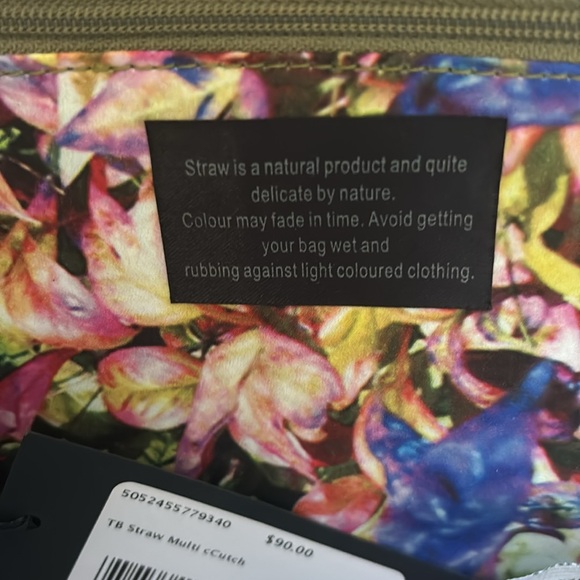 Straw is a natural product and quite
delicate by nature.
Colour may fade in time. Avoid getting
your bag wet and
rubbing against light coloured clothing.
5052455779340
TB Straw Multi cCutch
$90.00